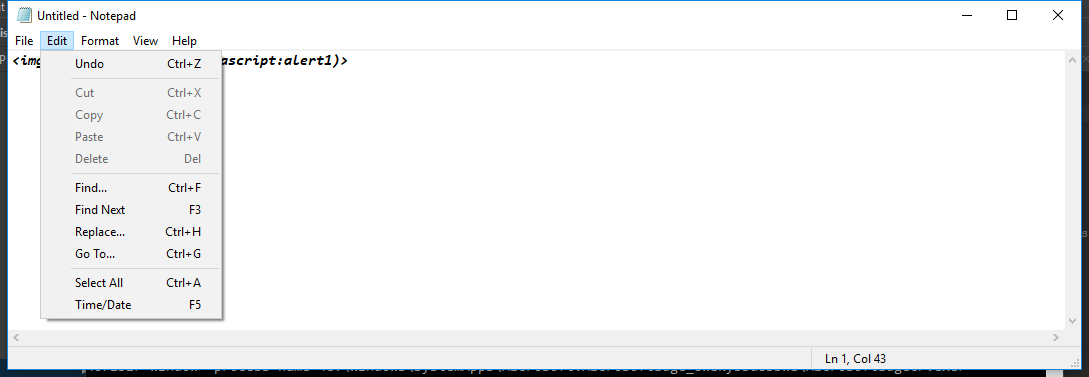 Untitled - Notepad
File Edit Format View Help
<img ascript:alert1)>
Undo Ctrl+Z
Cut Ctrl+X
Copy Ctrl+C
Paste Ctrl+V
Delete Del
Find... Ctrl+F
Find Next F3
Replace... Ctrl+H
Go To... Ctrl+G
Select All Ctrl+A
Time/Date F5
Ln 1, Col 43